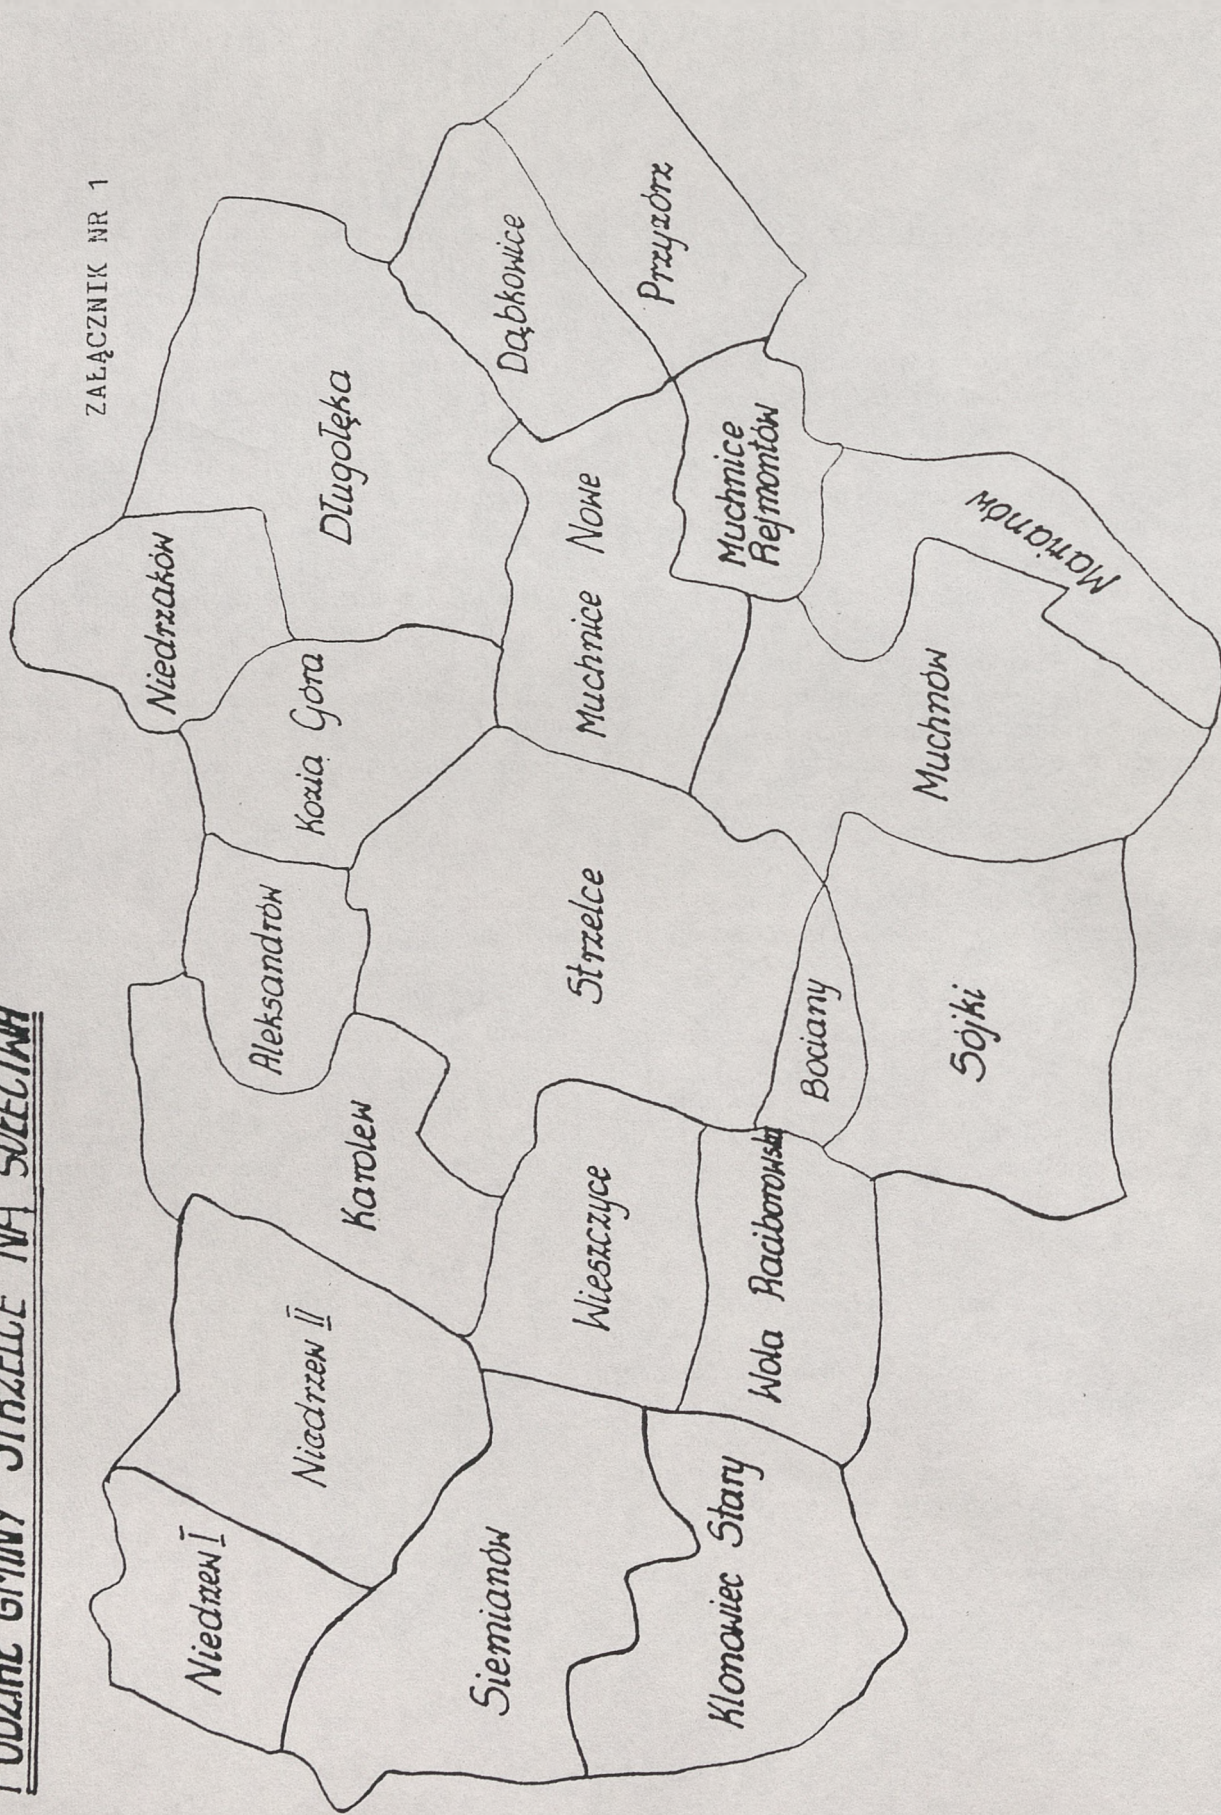 PODZIAŁ GMINY STRZELCE NA SOŁECTWA
ZAŁĄCZNIK NR 1
Niedrzaków
Długołęka
Dąbkowice
Przyzórz
Kozia Góra
Aleksandrów
Muchnice Nowe
Muchnice
Rejmontów
Marianów
Muchnów
Strzelce
Bociany
Sójki
Karolew
Wieszczyce
Wola Raciborowska
Niedrzew II
Niedrzew I
Siemianów
Klonowiec Stary